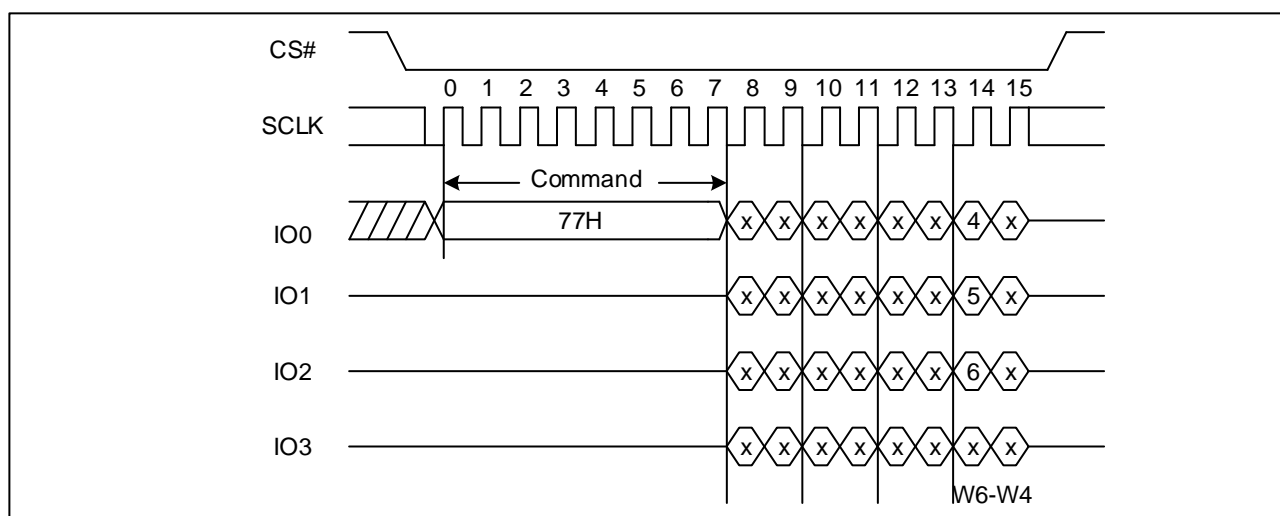 CS#
0 1 2 3 4 5 6 7 8 9 10 11 12 13 14 15
SCLK
Command
IO0 77H x x x x x x 4 x
IO1 x x x x x x 5 x
IO2 x x x x x x 6 x
IO3 x x x x x x x x
W6-W4